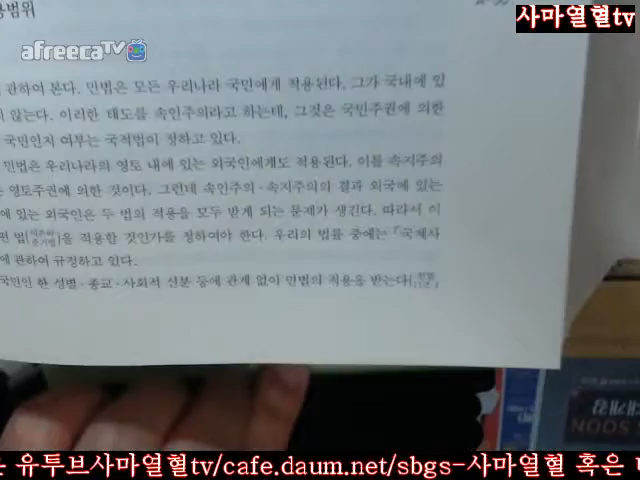 사마열혈tv
afreecaTV
관하여 본다. 민법은 모든 우리나라 국민에게 적용된다. 그가 국내에 있
않는다. 이러한 태도를 속인주의라고 하는데, 그것은 국민주권에 의한
국민인지 여부는 국적법이 정하고 있다.
민법은 우리나라의 영토 내에 있는 외국인에게도 적용된다. 이를 속지주의
영토주권에 의한 것이다. 그런데 속인주의·속지주의의 결과 외국에 있는
에 있는 외국인은 두 법의 적용을 모두 받게 되는 문제가 생긴다. 따라서 이
법 을 적용할 것인가를 정하여야 한다. 우리의 법률 중에는 「국제사
에 관하여 규정하고 있다.
국민인 한 성별·종교·사회적 신분 등에 관계 없이 민법의 적용을 받는다
대개강
SOON
유투브사마열혈tv/cafe.daum.net/sbgs-사마열혈 혹은